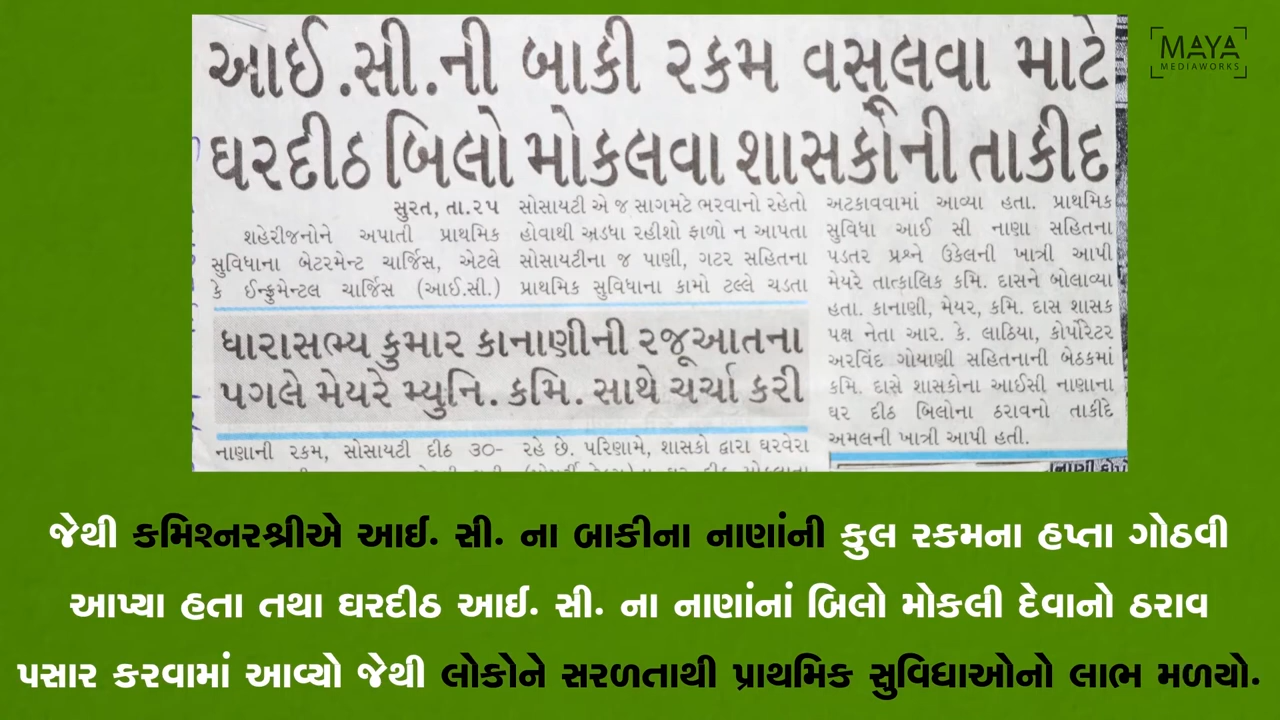 આઈ.સી.ની બાકી રકમ વસૂલવા માટે
ઘરદીઠ બિલો મોકલવા શાસકોની તાકીદ
MAYA
MEDIAWORKS
સુરત, તા.૨૫
શહેરીજનોને અપાતી પ્રાથમિક
સુવિધાના બેટરમેન્ટ ચાર્જિસ, એટલે
કે ઈન્ક્રુમેન્ટલ ચાર્જિસ (આઈ.સી.)
ધારાસભ્ય કુમાર કાનાણીની રજૂઆતના
પગલે મેયરે મ્યુનિ. કમિ. સાથે ચર્ચા કરી
નાણાની રકમ, સોસાયટી દીઠ ૩૦-
સોસાયટી એ જ સાગમટે ભરવાનો રહેતો
હોવાથી અડધા રહીશો ફાળો ન આપતા
સોસાયટીના જ પાણી, ગટર સહિતના
પ્રાથમિક સુવિધાના કામો ટલ્લે ચડતા
રહે છે. પરિણામે, શાસકો દ્વારા ઘરવેરા
અટકાવવામાં આવ્યા હતા. પ્રાથમિક
સુવિધા આઈ સી નાણા સહિતના
પડતર પ્રશ્ને ઉકેલની ખાત્રી આપી
મેયરે તાત્કાલિક કમિ. દાસને બોલાવ્યા
હતા. કાનાણી, મેયર, કમિ. દાસ શાસક
પક્ષ નેતા આર. કે. લાઠિયા, કોર્પોરેટર
અરવિંદ ગોયાણી સહિતનાની બેઠકમાં
કમિ. દાસે શાસકોના આઈસી નાણાના
ઘર દીઠ બિલોના ઠરાવનો તાકીદે
અમલની ખાત્રી આપી હતી.
જેથી કમિશ્નરશ્રીએ આઈ. સી. ના બાકીના નાણાંની કુલ રકમના હપ્તા ગોઠવી
આપ્યા હતા તથા ઘરદીઠ આઈ. સી. ના નાણાંનાં બિલો મોકલી દેવાનો ઠરાવ
પસાર કરવામાં આવ્યો જેથી લોકોને સરળતાથી પ્રાથમિક સુવિધાઓનો લાભ મળયો.